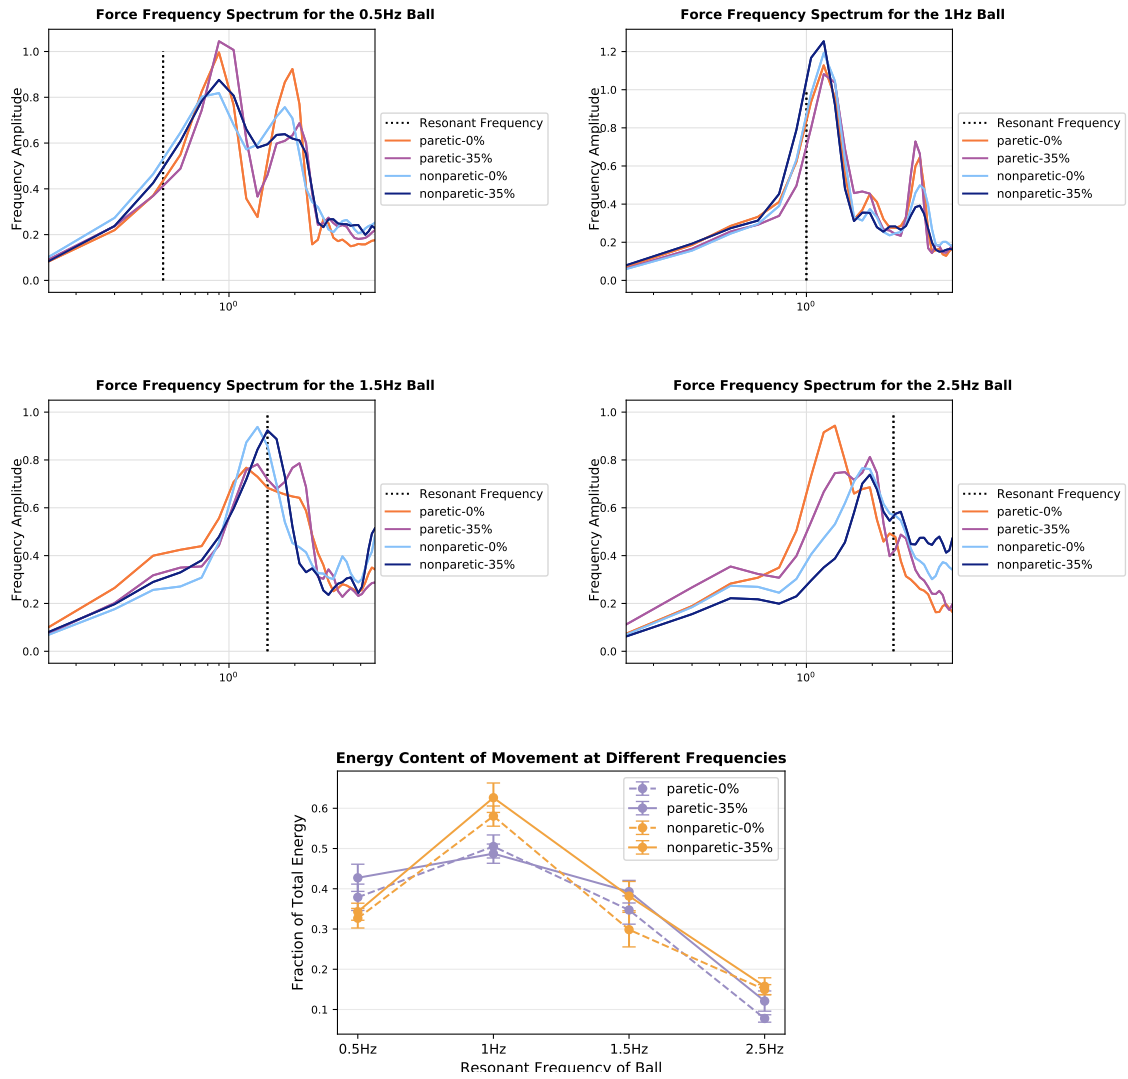 Force Frequency Spectrum for the 0.5Hz Ball
Frequency Amplitude
1.0
0.8
0.6
0.4
0.2
0.0
10⁰
Resonant Frequency
paretic-0%
paretic-35%
nonparetic-0%
nonparetic-35%
Force Frequency Spectrum for the 1Hz Ball
Frequency Amplitude
1.2
1.0
0.8
0.6
0.4
0.2
0.0
10⁰
Resonant Frequency
paretic-0%
paretic-35%
nonparetic-0%
nonparetic-35%
Force Frequency Spectrum for the 1.5Hz Ball
Frequency Amplitude
1.0
0.8
0.6
0.4
0.2
0.0
10⁰
Resonant Frequency
paretic-0%
paretic-35%
nonparetic-0%
nonparetic-35%
Force Frequency Spectrum for the 2.5Hz Ball
Frequency Amplitude
1.0
0.8
0.6
0.4
0.2
0.0
10⁰
Resonant Frequency
paretic-0%
paretic-35%
nonparetic-0%
nonparetic-35%
Energy Content of Movement at Different Frequencies
Fraction of Total Energy
0.6
0.5
0.4
0.3
0.2
0.1
paretic-0%
paretic-35%
nonparetic-0%
nonparetic-35%
0.5Hz 1Hz 1.5Hz 2.5Hz
Resonant Frequency of Ball